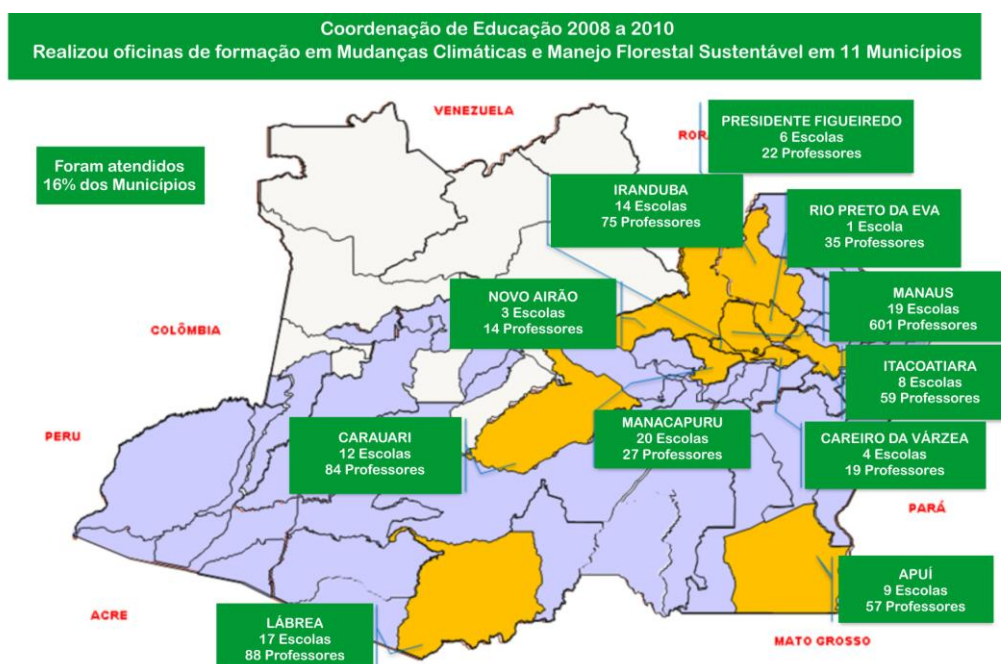 Coordenação de Educação 2008 a 2010
Realizou oficinas de formação em Mudanças Climáticas e Manejo Florestal Sustentável em 11 Municípios
VENEZUELA
PRESIDENTE FIGUEIREDO
6 Escolas
22 Professores
Foram atendidos
16% dos Municípios
IRANDUBA
14 Escolas
75 Professores
RIO PRETO DA EVA
1 Escola
35 Professores
NOVO AIRÃO
3 Escolas
14 Professores
MANAUS
19 Escolas
601 Professores
COLÔMBIA
ITACOATIARA
8 Escolas
59 Professores
PERU
CARAUARI
12 Escolas
84 Professores
MANACAPURU
20 Escolas
27 Professores
CAREIRO DA VÁRZEA
4 Escolas
19 Professores
PARÁ
APUÍ
9 Escolas
57 Professores
ACRE
LÁBREA
17 Escolas
88 Professores
MATO GROSSO